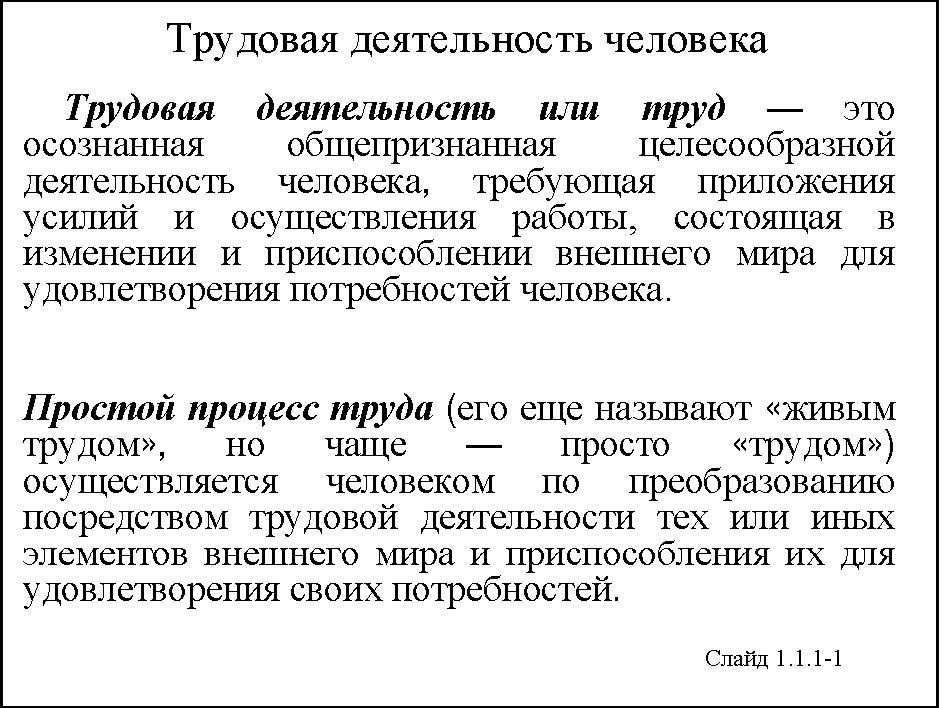 Трудовая деятельность человека
Трудовая деятельность или труд — это
осознанная общепризнанная целесообразной
деятельность человека, требующая приложения
усилий и осуществления работы, состоящая в
изменении и приспособлении внешнего мира для
удовлетворения потребностей человека.
Простой процесс труда (его еще называют «живым
трудом», но чаще — просто «трудом»)
осуществляется человеком по преобразованию
посредством трудовой деятельности тех или иных
элементов внешнего мира и приспособления их для
удовлетворения своих потребностей.
Слайд 1.1.1-1